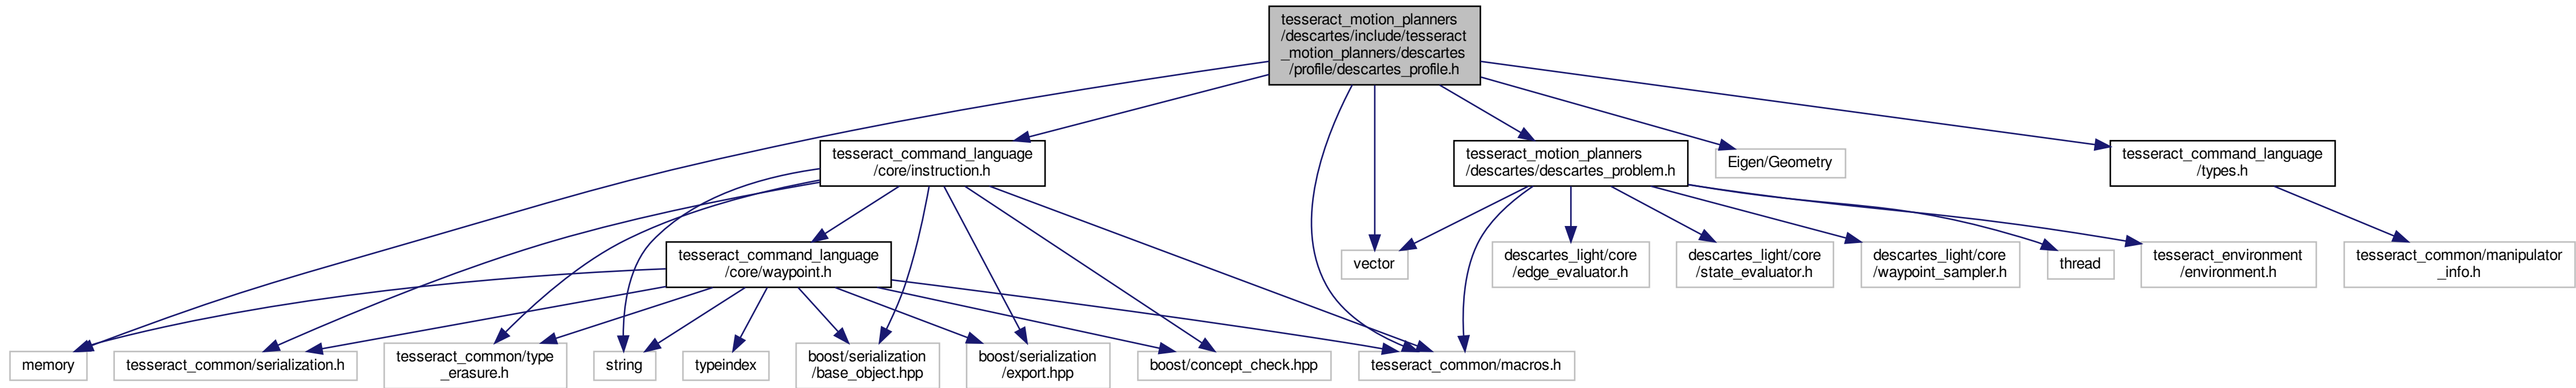 tesseract_motion_planners
/descartes/include/tesseract
_motion_planners/descartes
/profile/descartes_profile.h
tesseract_command_language
/core/instruction.h
tesseract_motion_planners
/descartes/descartes_problem.h
Eigen/Geometry
tesseract_command_language
/types.h
tesseract_command_language
/core/waypoint.h
vector
descartes_light/core
/edge_evaluator.h
descartes_light/core
/state_evaluator.h
descartes_light/core
/waypoint_sampler.h
thread
tesseract_environment
/environment.h
tesseract_common/manipulator
_info.h
memory
tesseract_common/serialization.h
tesseract_common/type
_erasure.h
string
typeindex
boost/serialization
/base_object.hpp
boost/serialization
/export.hpp
boost/concept_check.hpp
tesseract_common/macros.h